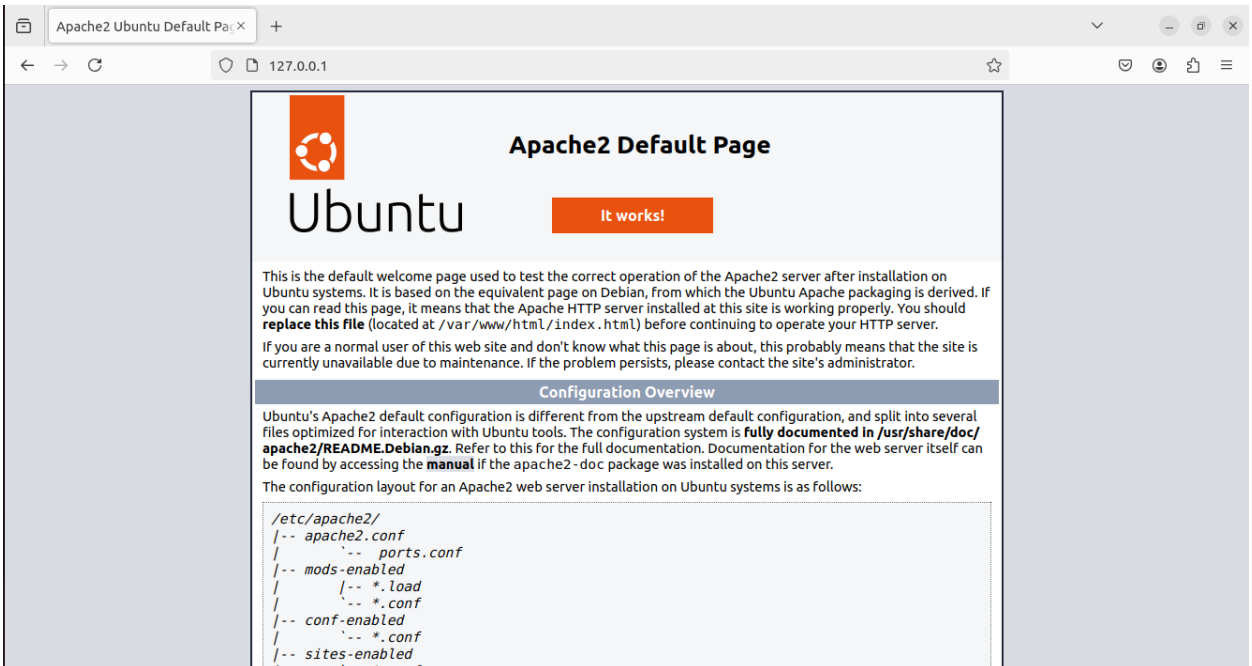 Apache2 Ubuntu Default Pag
127.0.0.1
Apache2 Default Page
Ubuntu
It works!
This is the default welcome page used to test the correct operation of the Apache2 server after installation on
Ubuntu systems. It is based on the equivalent page on Debian, from which the Ubuntu Apache packaging is derived. If
you can read this page, it means that the Apache HTTP server installed at this site is working properly. You should
replace this file (located at /var/www/html/index.html) before continuing to operate your HTTP server.
If you are a normal user of this web site and don't know what this page is about, this probably means that the site is
currently unavailable due to maintenance. If the problem persists, please contact the site's administrator.
Configuration Overview
Ubuntu's Apache2 default configuration is different from the upstream default configuration, and split into several
files optimized for interaction with Ubuntu tools. The configuration system is fully documented in /usr/share/doc/
apache2/README.Debian.gz. Refer to this for the full documentation. Documentation for the web server itself can
be found by accessing the manual if the apache2-doc package was installed on this server.
The configuration layout for an Apache2 web server installation on Ubuntu systems is as follows:
/etc/apache2/
|-- apache2.conf
|       `--  ports.conf
|-- mods-enabled
|       |-- *.load
|       `-- *.conf
|-- conf-enabled
|       `-- *.conf
|-- sites-enabled